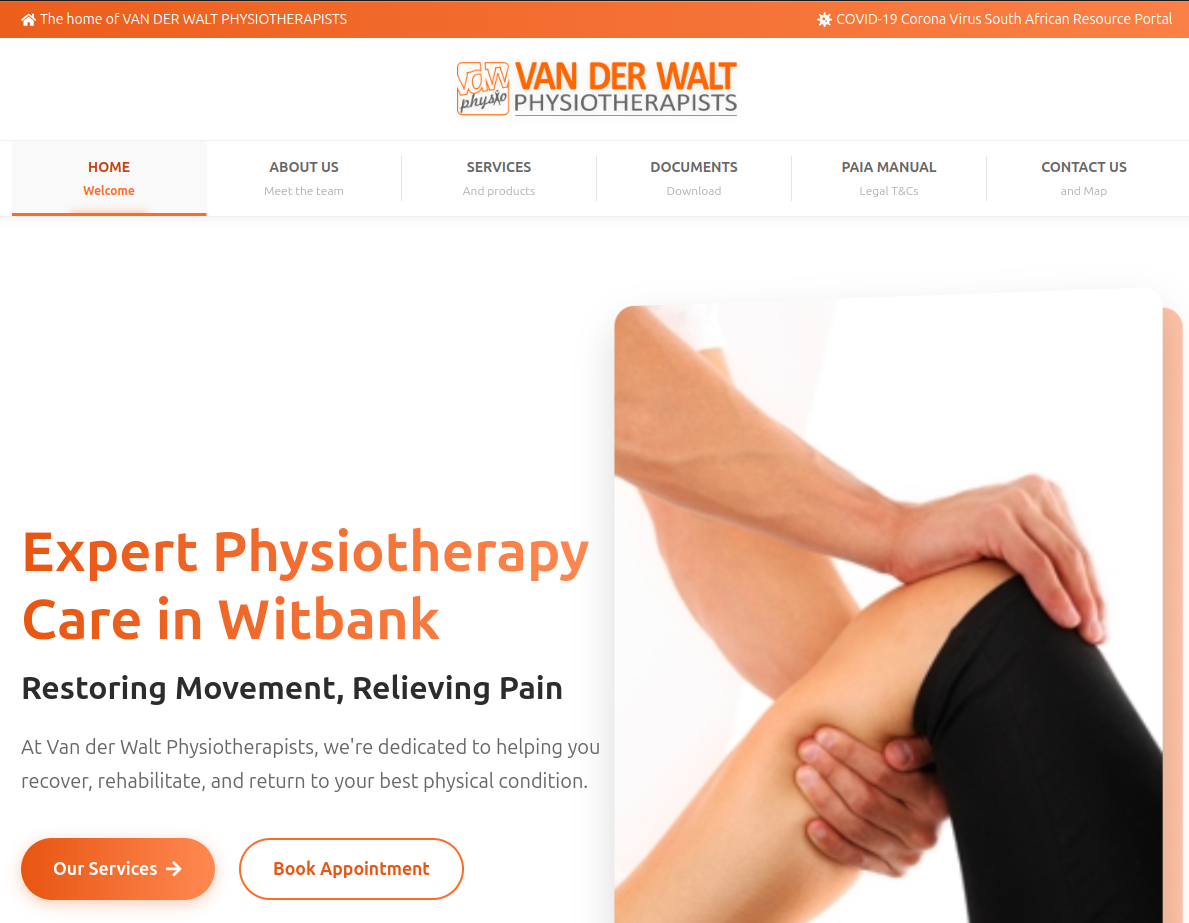 The home of VAN DER WALT PHYSIOTHERAPISTS
COVID-19 Corona Virus South African Resource Portal
vdw physio
VAN DER WALT
PHYSIOTHERAPISTS
HOME
Welcome
ABOUT US
Meet the team
SERVICES
And products
DOCUMENTS
Download
PAIA MANUAL
Legal T&Cs
CONTACT US
and Map
Expert Physiotherapy
Care in Witbank
Restoring Movement, Relieving Pain
At Van der Walt Physiotherapists, we're dedicated to helping you
recover, rehabilitate, and return to your best physical condition.
Our Services
Book Appointment